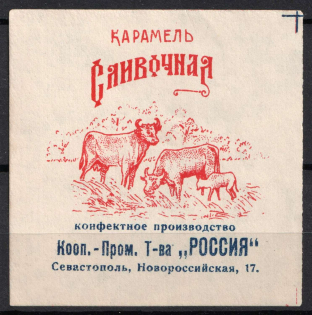 КАРАМЕЛЬ
СЛИВОЧНАЯ
конфектное производство
Кооп.-Пром. Т-ва „РОССИЯ“
Севастополь, Новороссийская, 17.